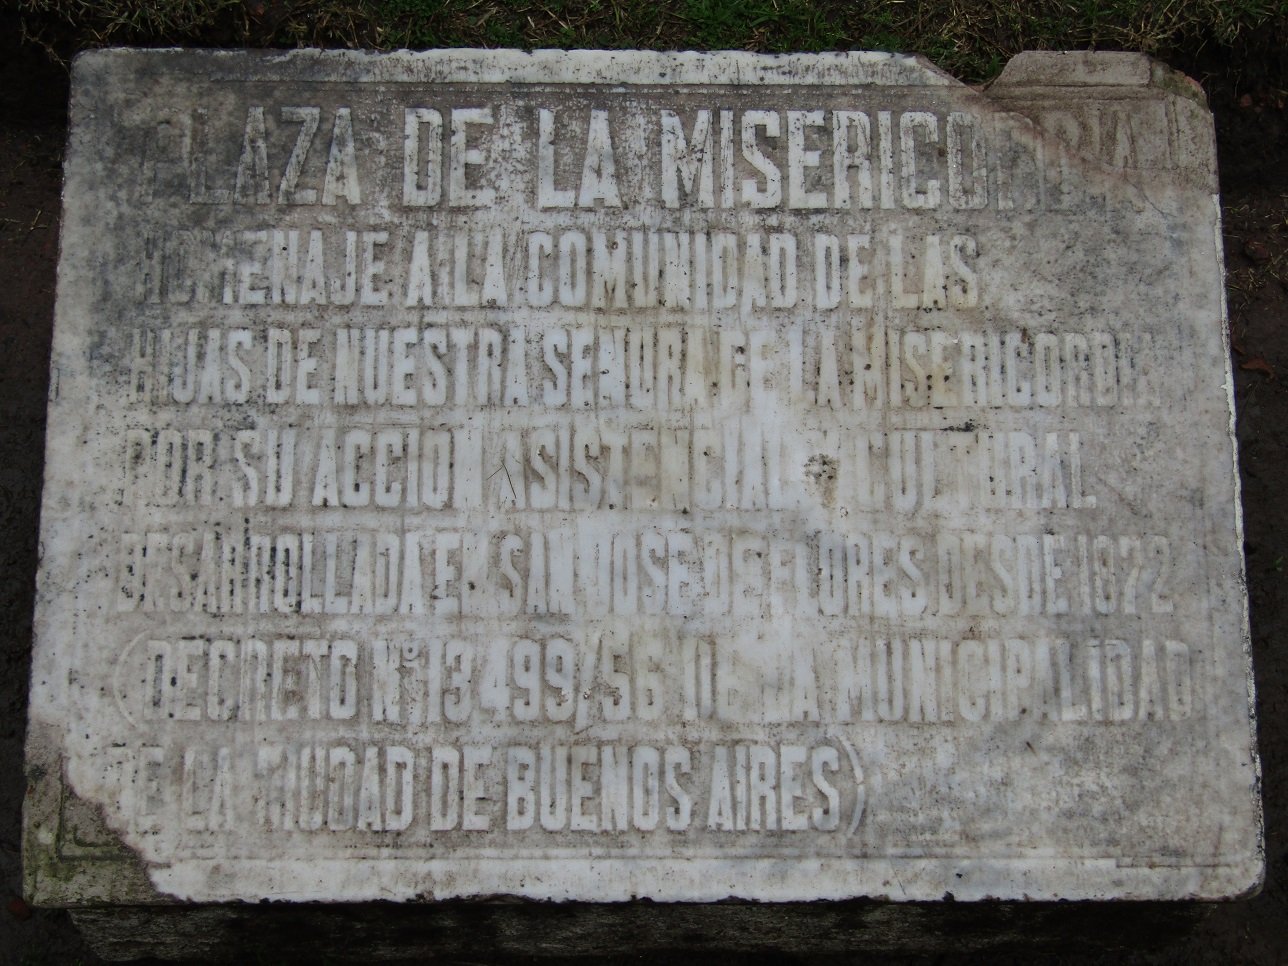 PLAZA DE LA MISERICORDIA
HOMENAJE A LA COMUNIDAD DE LAS
HIJAS DE NUESTRA SEÑORA DE LA MISERICORDIA
POR SU ACCION ASISTENCIAL Y CULTURAL
DESARROLLADA EN SAN JOSE DE FLORES DESDE 1872
(DECRETO Nº 13499/56 DE LA MUNICIPALIDAD
DE LA CIUDAD DE BUENOS AIRES)